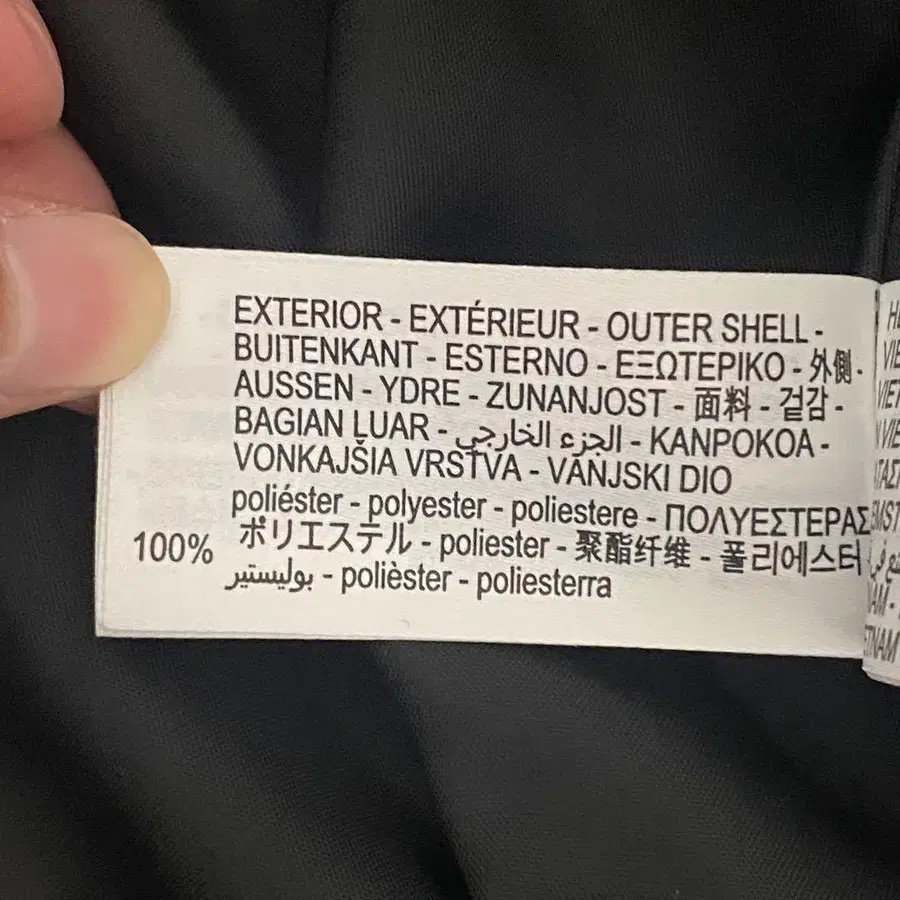 EXTERIOR - EXTÉRIEUR - OUTER SHELL -
BUITENKANT - ESTERNO - ΕΞΩΤΕΡΙΚΟ - 外側 -
AUSSEN - YDRE - ZUNANJOST - 面料 - 겉감 -
BAGIAN LUAR - الجزء الخارجي - KANPOKOA -
VONKAJŠIA VRSTVA - VANJSKI DIO
poliéster - polyester - poliestere - ΠΟΛΥΕΣΤΕΡΑΣ
100% ポリエステル - poliester - 聚酯纤维 - 폴리에스터
بوليستير - polièster - poliesterra